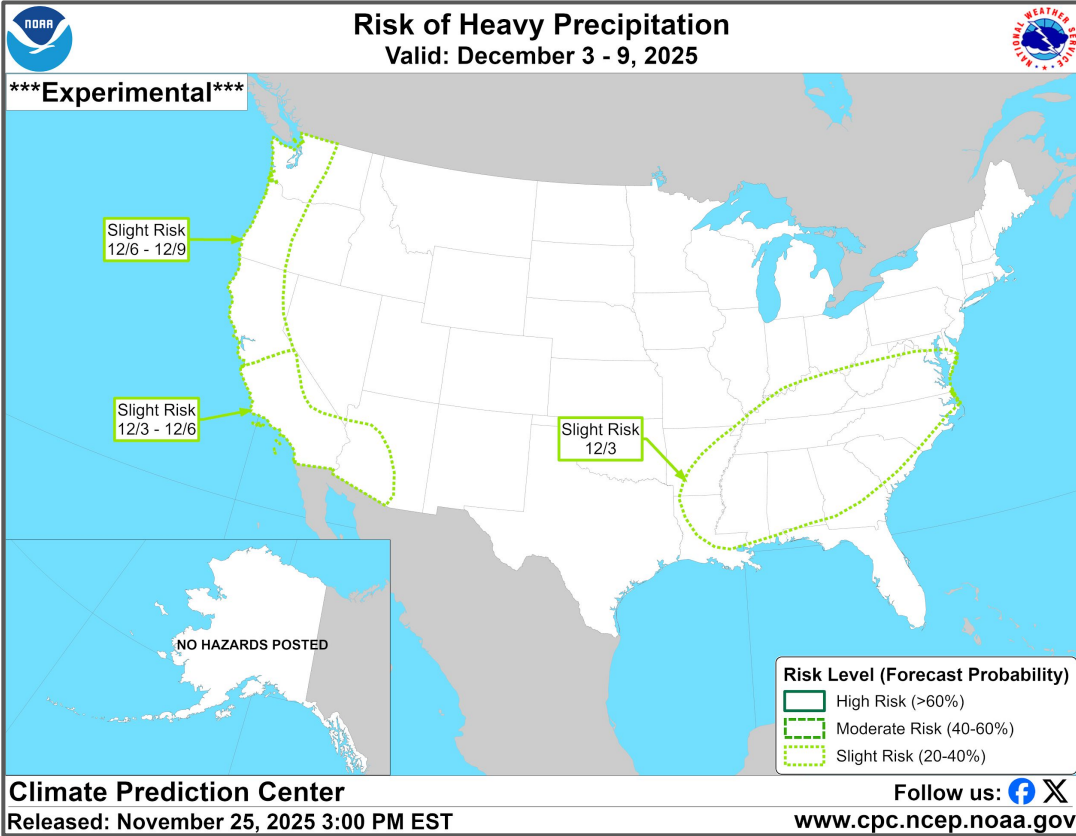 NOAA
Risk of Heavy Precipitation
Valid: December 3 - 9, 2025
NATIONAL WEATHER SERVICE
***Experimental***
Slight Risk
12/6 - 12/9
Slight Risk
12/3 - 12/6
Slight Risk
12/3
NO HAZARDS POSTED
Risk Level (Forecast Probability)
High Risk (>60%)
Moderate Risk (40-60%)
Slight Risk (20-40%)
Climate Prediction Center
Follow us:
Released: November 25, 2025 3:00 PM EST
www.cpc.ncep.noaa.gov